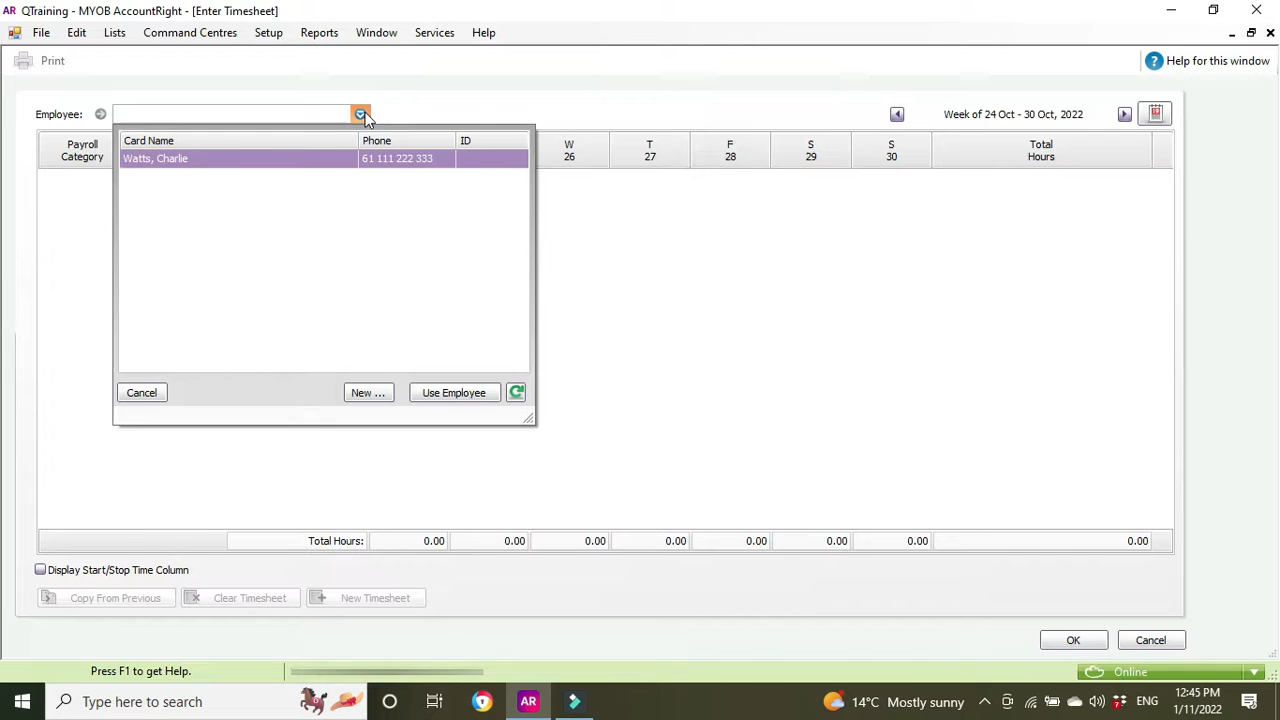 AR QTraining - MYOB AccountRight - [Enter Timesheet]
File Edit Lists Command Centres Setup Reports Window Services Help
Print
? Help for this window
Employee:
Week of 24 Oct - 30 Oct, 2022
Payroll Category
W 26
T 27
F 28
S 29
S 30
Total Hours
Card Name Phone ID
Watts, Charlie 61 111 222 333
Cancel New ... Use Employee
Total Hours: 0.00 0.00 0.00 0.00 0.00 0.00 0.00 0.00
Display Start/Stop Time Column
Copy From Previous Clear Timesheet New Timesheet
OK Cancel
Press F1 to get Help.
Online
Type here to search
AR
14°C Mostly sunny
ENG
12:45 PM
1/11/2022